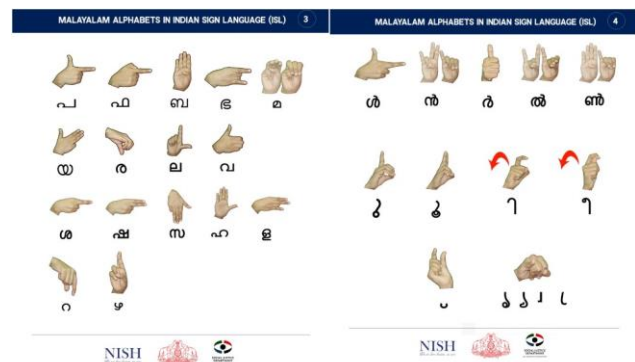 MALAYALAM ALPHABETS IN INDIAN SIGN LANGUAGE (ISL) 3
പ ഫ ബ ഭ മ
യ ര ല വ
ശ ഷ സ ഹ ള
റ ഴ
NISH
MALAYALAM ALPHABETS IN INDIAN SIGN LANGUAGE (ISL) 4
ൾ ൻ ർ ൽ ൺ
ു ൂ ി ീ
NISH